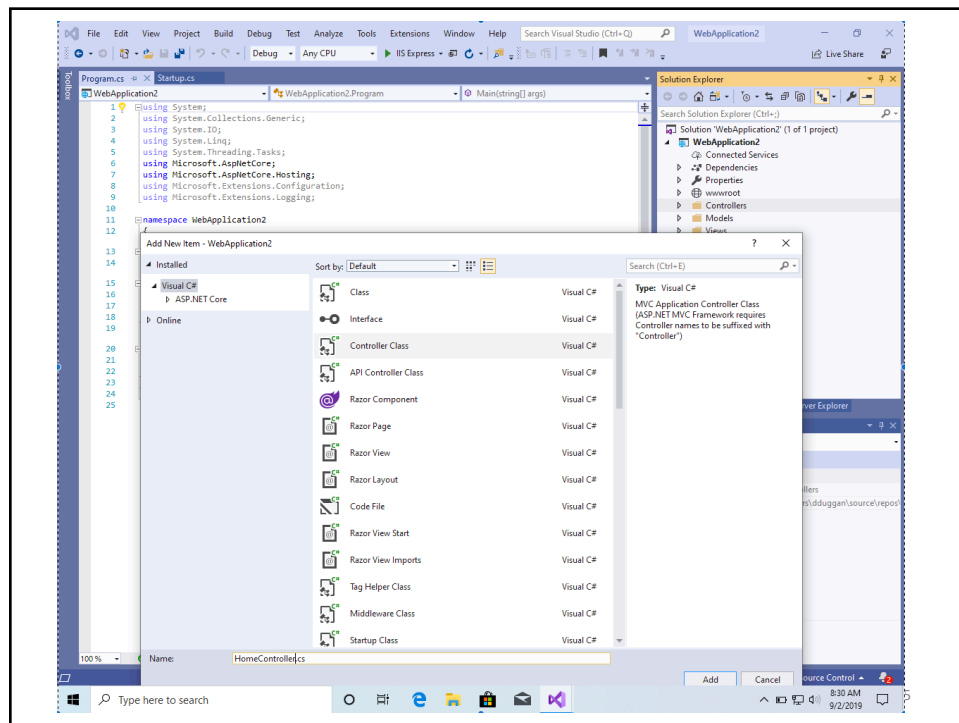 File Edit View Project Build Debug Test Analyze Tools Extensions Window Help Search Visual Studio (Ctrl+Q) WebApplication2
Debug Any CPU IIS Express Live Share
Toolbox
Program.cs Startup.cs
WebApplication2 WebApplication2.Program Main(string[] args)
1 using System;
2 using System.Collections.Generic;
3 using System.IO;
4 using System.Linq;
5 using System.Threading.Tasks;
6 using Microsoft.AspNetCore;
7 using Microsoft.AspNetCore.Hosting;
8 using Microsoft.Extensions.Configuration;
9 using Microsoft.Extensions.Logging;
10
11 namespace WebApplication2
12 {
13
14
15
16
17
18
19
20
21
22
23
24
25
Solution Explorer
Search Solution Explorer (Ctrl+;)
Solution 'WebApplication2' (1 of 1 project)
WebApplication2
Connected Services
Dependencies
Properties
wwwroot
Controllers
Models
Views
Add New Item - WebApplication2 ? ×
Installed
Visual C#
ASP.NET Core
Online
Sort by: Default
Search (Ctrl+E)
Class Visual C#
Interface Visual C#
Controller Class Visual C#
API Controller Class Visual C#
Razor Component Visual C#
Razor Page Visual C#
Razor View Visual C#
Razor Layout Visual C#
Code File Visual C#
Razor View Start Visual C#
Razor View Imports Visual C#
Tag Helper Class Visual C#
Middleware Class Visual C#
Startup Class Visual C#
Type: Visual C#
MVC Application Controller Class
(ASP.NET MVC Framework requires
Controller names to be suffixed with
"Controller")
Name: HomeController.cs
Add Cancel
ver Explorer
llers
rs\dduggan\source\repos\
100 %
ource Control 2
Type here to search
8:30 AM
9/2/2019